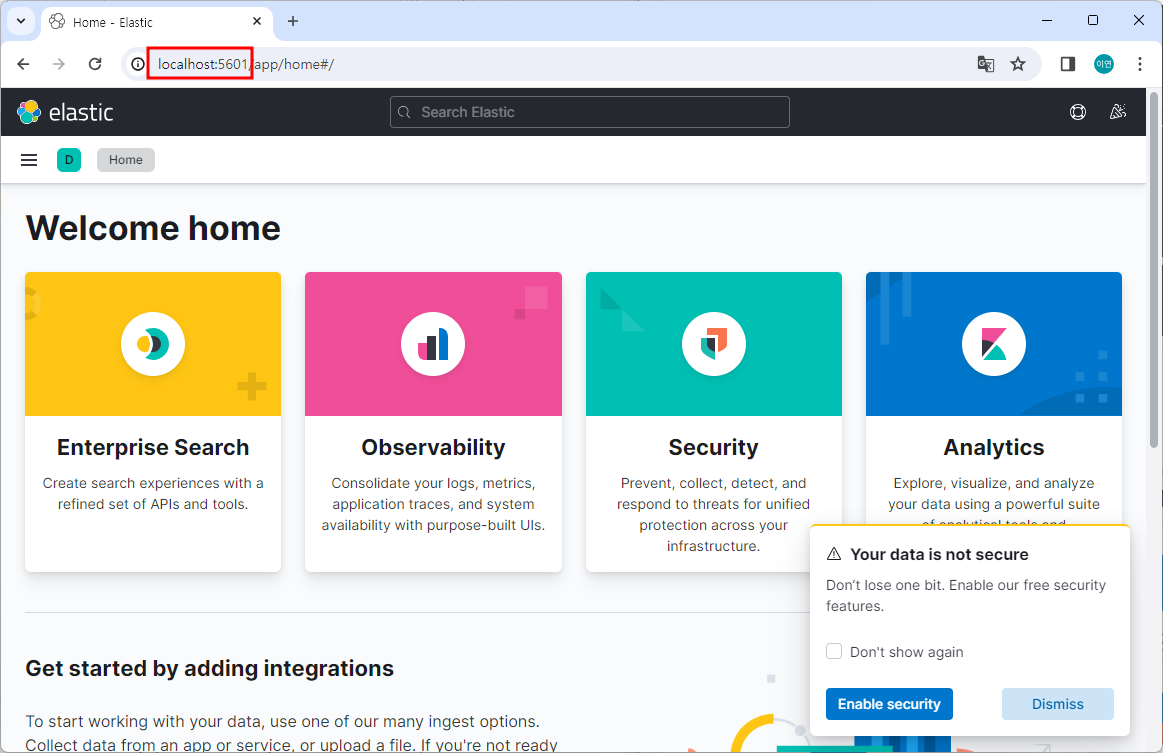 Home - Elastic
localhost:5601/app/home#/
이연
elastic
Search Elastic
D
Home
Welcome home
Enterprise Search
Create search experiences with a
refined set of APIs and tools.
Observability
Consolidate your logs, metrics,
application traces, and system
availability with purpose-built UIs.
Security
Prevent, collect, detect, and
respond to threats for unified
protection across your
infrastructure.
Analytics
Explore, visualize, and analyze
your data using a powerful suite
of analytical tools and
Your data is not secure
Don't lose one bit. Enable our free security
features.
Don't show again
Enable security
Dismiss
Get started by adding integrations
To start working with your data, use one of our many ingest options.
Collect data from an app or service, or upload a file. If you're not ready